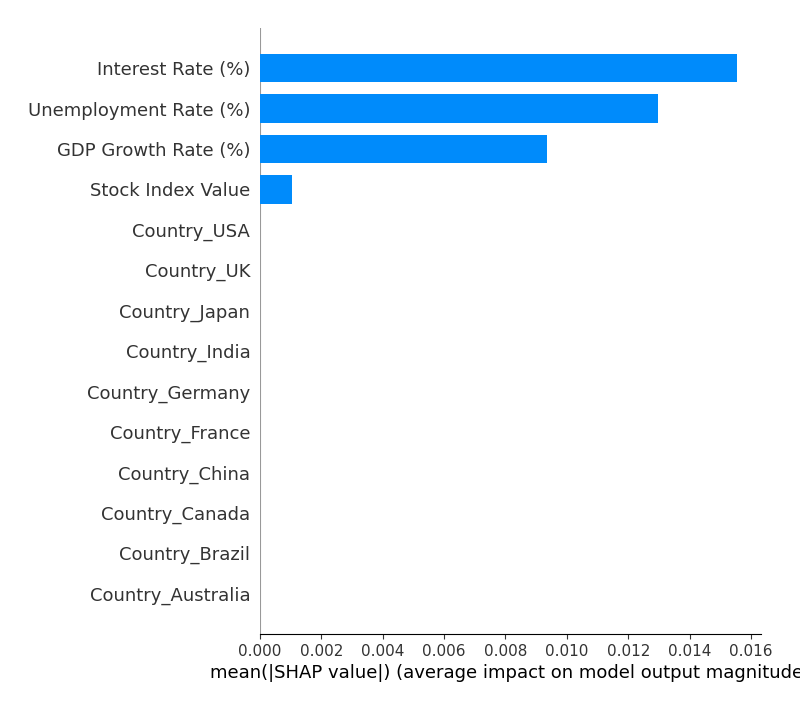 Interest Rate (%)
Unemployment Rate (%)
GDP Growth Rate (%)
Stock Index Value
Country_USA
Country_UK
Country_Japan
Country_India
Country_Germany
Country_France
Country_China
Country_Canada
Country_Brazil
Country_Australia
0.000 0.002 0.004 0.006 0.008 0.010 0.012 0.014 0.016
mean(|SHAP value|) (average impact on model output magnitude